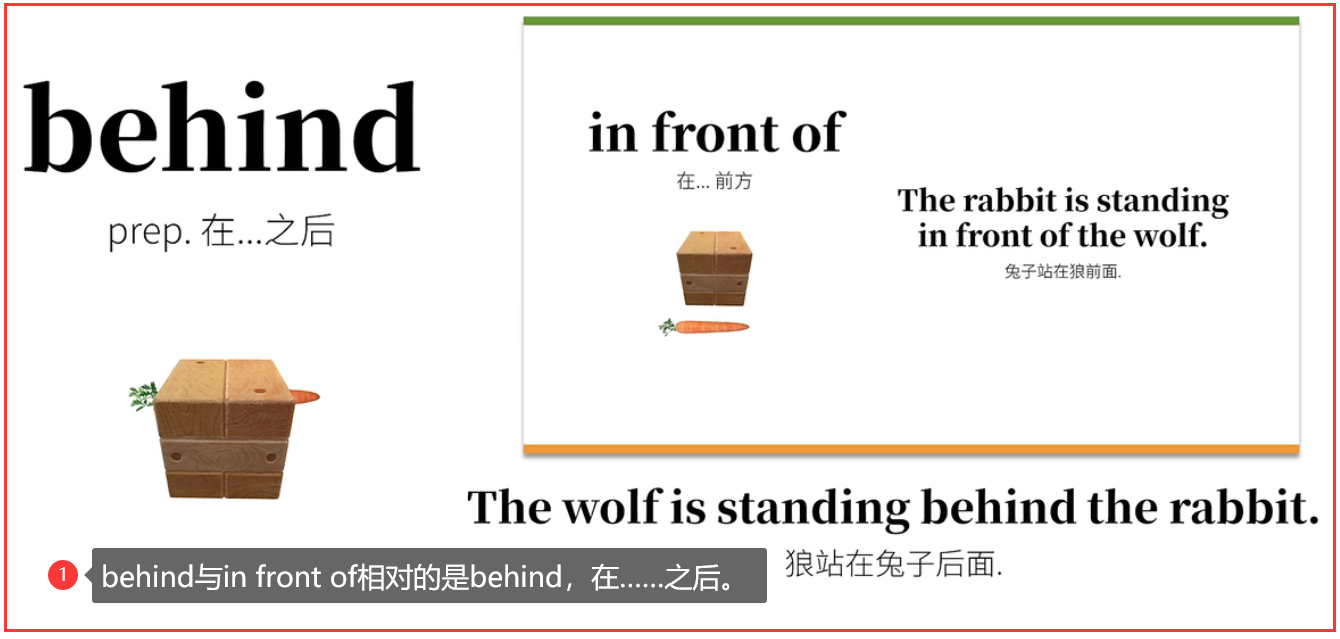 behind
prep. 在...之后
in front of
在... 前方
The rabbit is standing
in front of the wolf.
兔子站在狼前面.
The wolf is standing behind the rabbit.
狼站在兔子后面.
1
behind与in front of相对的是behind，在......之后。